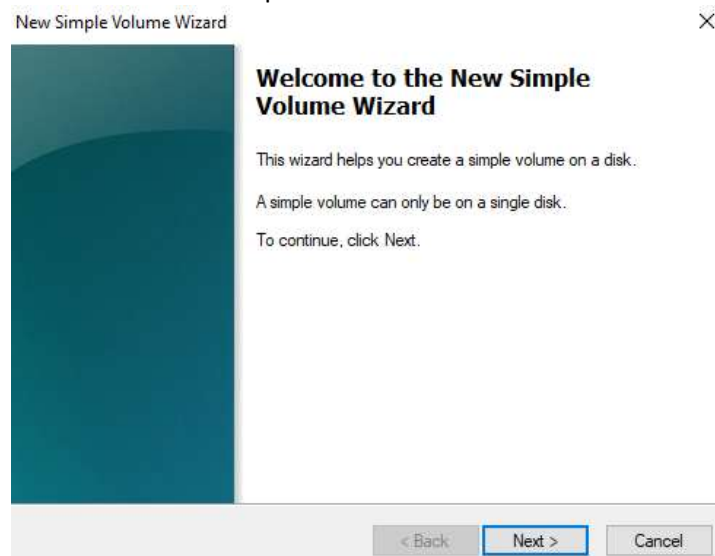 New Simple Volume Wizard
Welcome to the New Simple
Volume Wizard
This wizard helps you create a simple volume on a disk.
A simple volume can only be on a single disk.
To continue, click Next.
< Back
Next >
Cancel